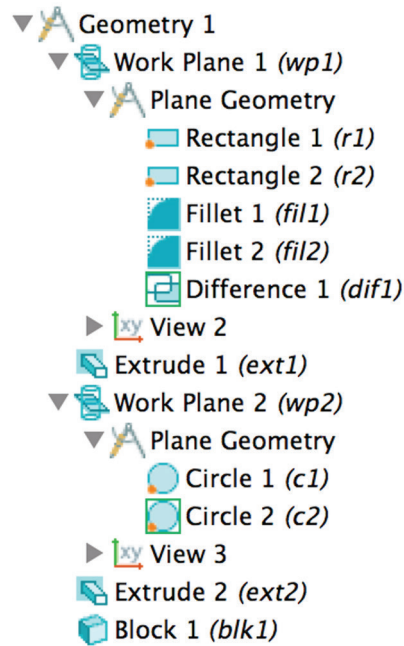 Geometry 1
Work Plane 1 (wp1)
Plane Geometry
Rectangle 1 (r1)
Rectangle 2 (r2)
Fillet 1 (fil1)
Fillet 2 (fil2)
Difference 1 (dif1)
xy View 2
Extrude 1 (ext1)
Work Plane 2 (wp2)
Plane Geometry
Circle 1 (c1)
Circle 2 (c2)
xy View 3
Extrude 2 (ext2)
Block 1 (blk1)